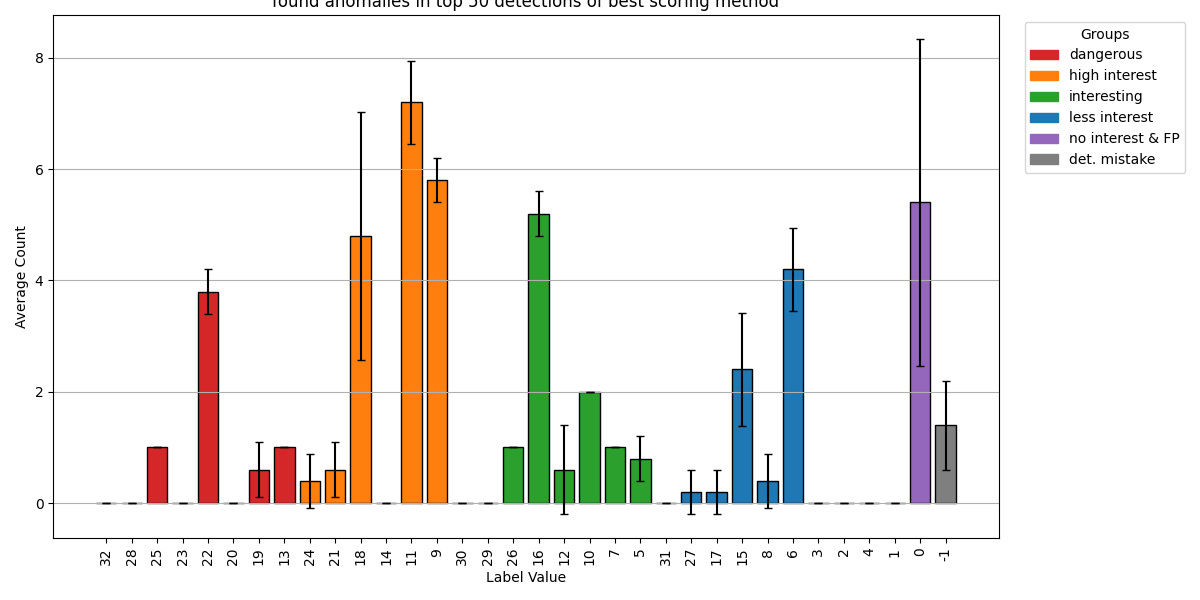 found anomalies in top 50 detections of best scoring method
Groups
dangerous
high interest
interesting
less interest
no interest & FP
det. mistake
Average Count
8
6
4
2
0
32 28 25 23 22 20 19 13 24 21 18 14 11 9 30 29 26 16 12 10 7 5 31 27 17 15 8 6 3 2 4 1 0 -1
Label Value